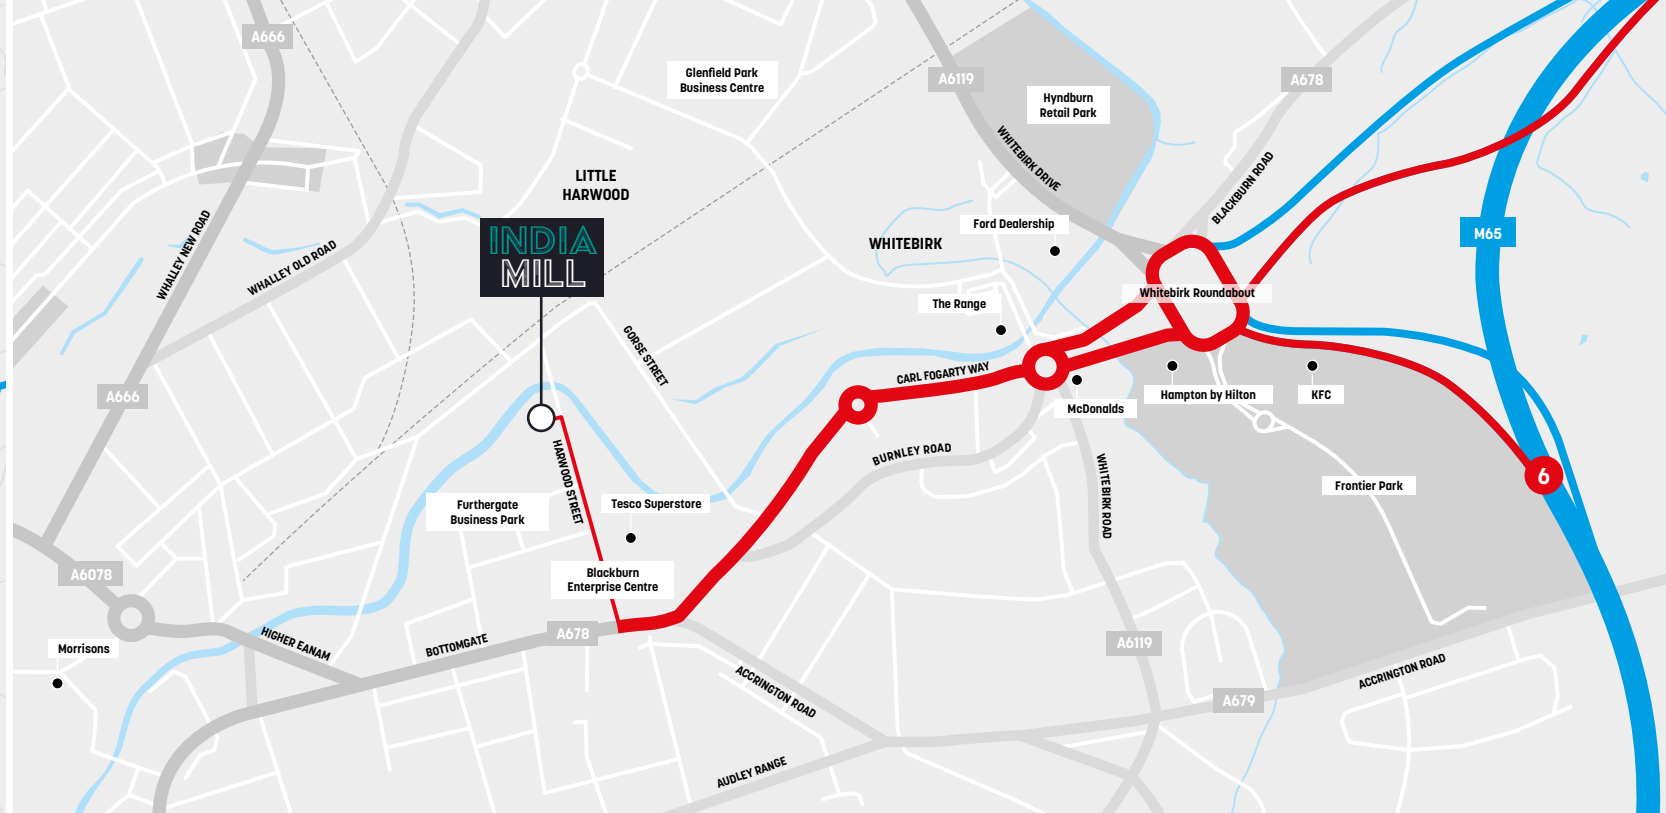 A666
Glenfield Park
Business Centre
A6119
A678
Hyndburn
Retail Park
WHITEBIRK DRIVE
BLACKBURN ROAD
LITTLE
HARWOOD
WHALLEY NEW ROAD
WHALLEY OLD ROAD
INDIA
MILL
WHITEBIRK
Ford Dealership
M65
Whitebirk Roundabout
The Range
GORSE STREET
CARL FOGARTY WAY
A666
McDonalds
Hampton by Hilton
KFC
HARWOOD STREET
BURNLEY ROAD
WHITEBIRK ROAD
6
Frontier Park
Furthergate
Business Park
Tesco Superstore
A6078
Blackburn
Enterprise Centre
Morrisons
HIGHER EANAM
BOTTOMGATE
A678
A6119
ACCRINGTON ROAD
ACCRINGTON ROAD
A679
AUDLEY RANGE